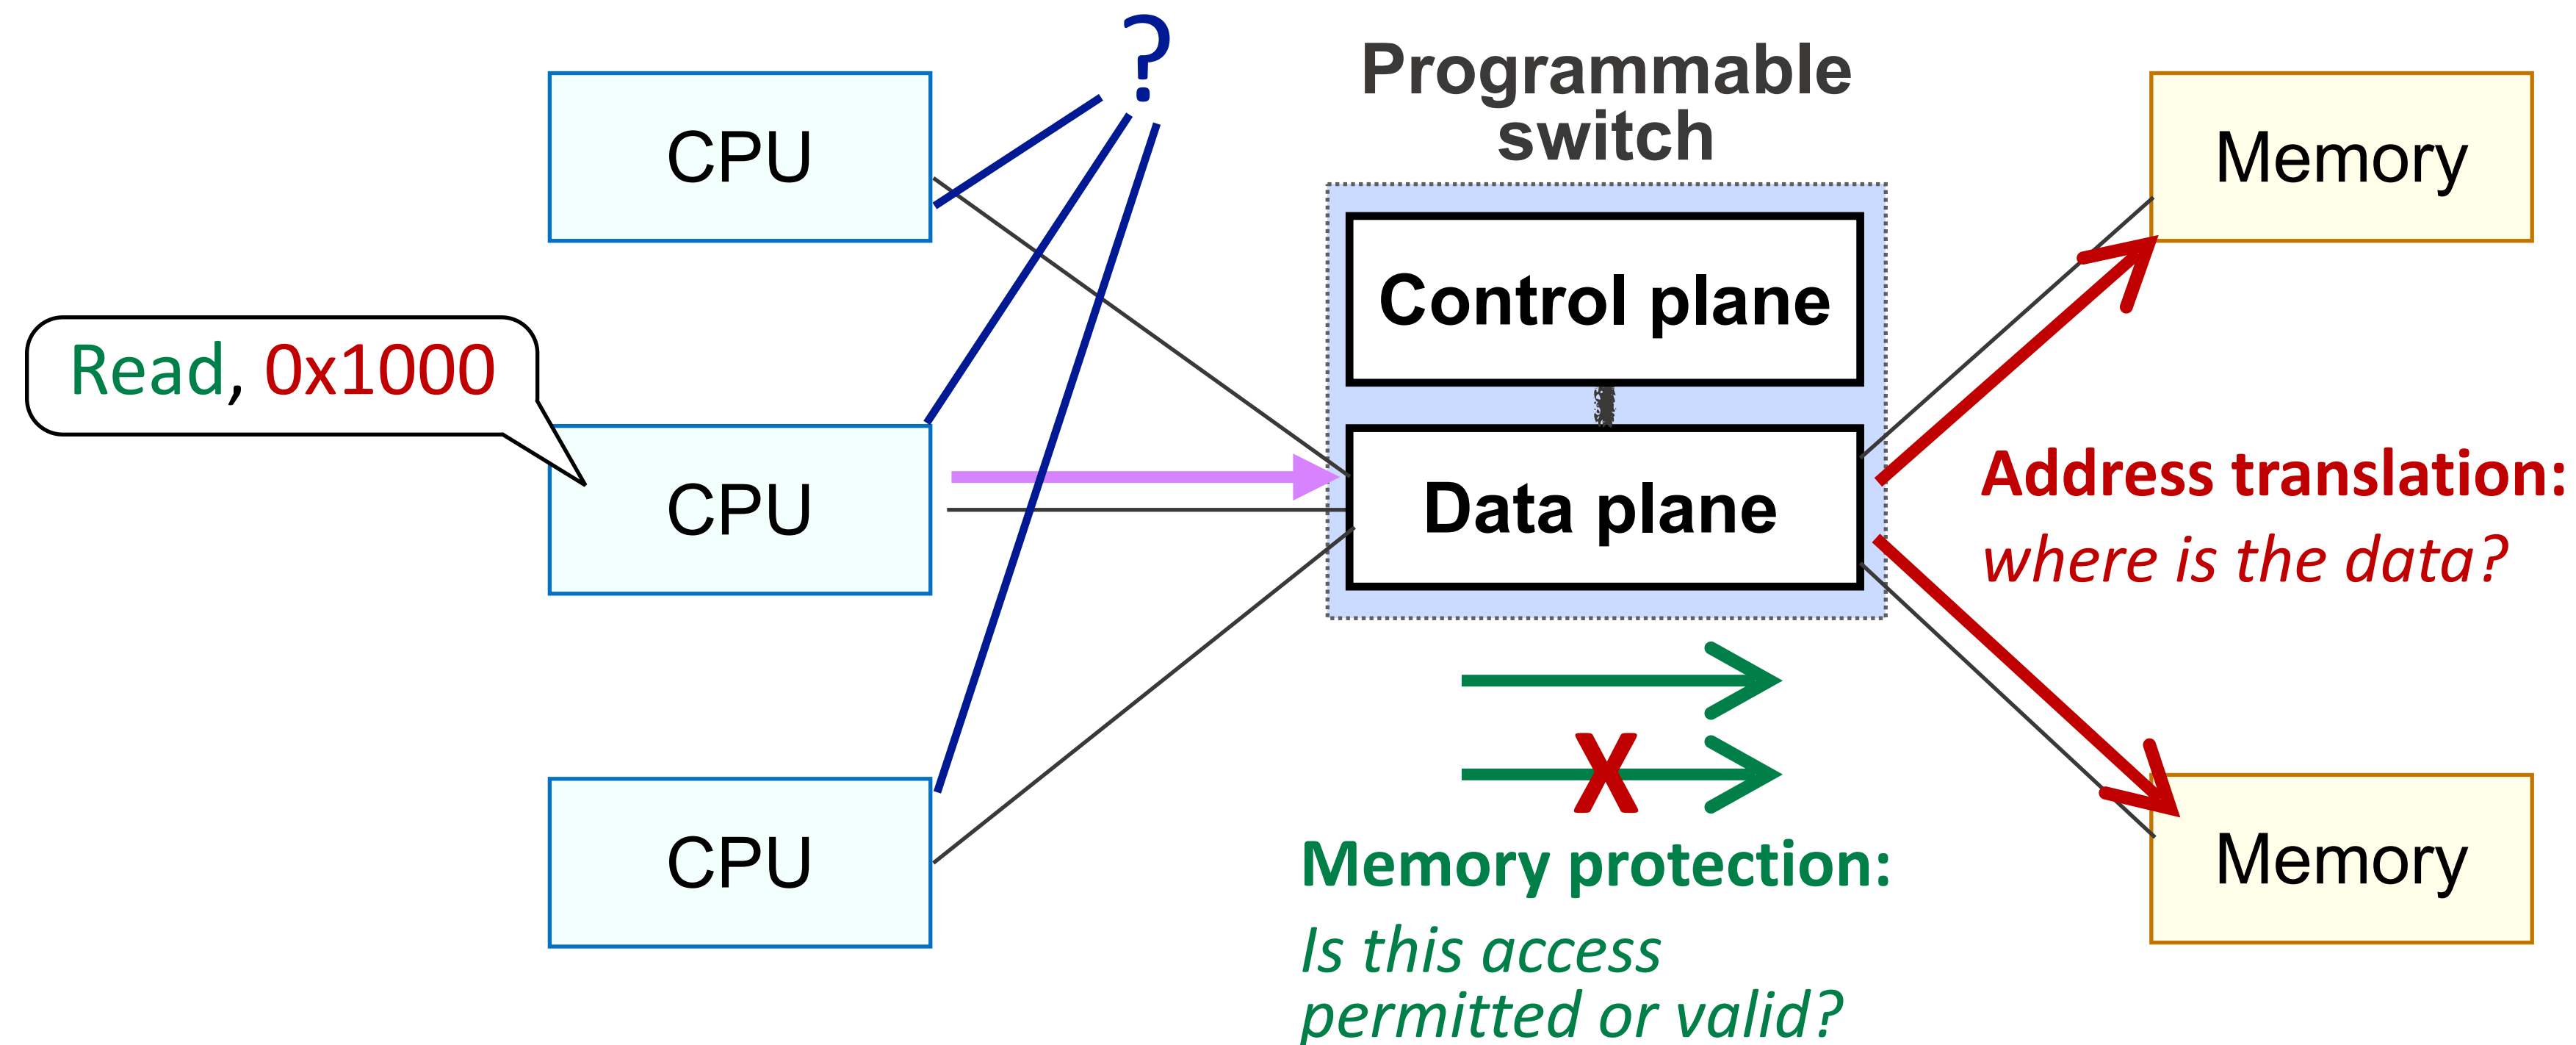 ?
Programmable
switch
CPU
Memory
Control plane
Read, 0x1000
CPU
Data plane
Address translation:
where is the data?
X
CPU
Memory
Memory protection:
Is this access
permitted or valid?